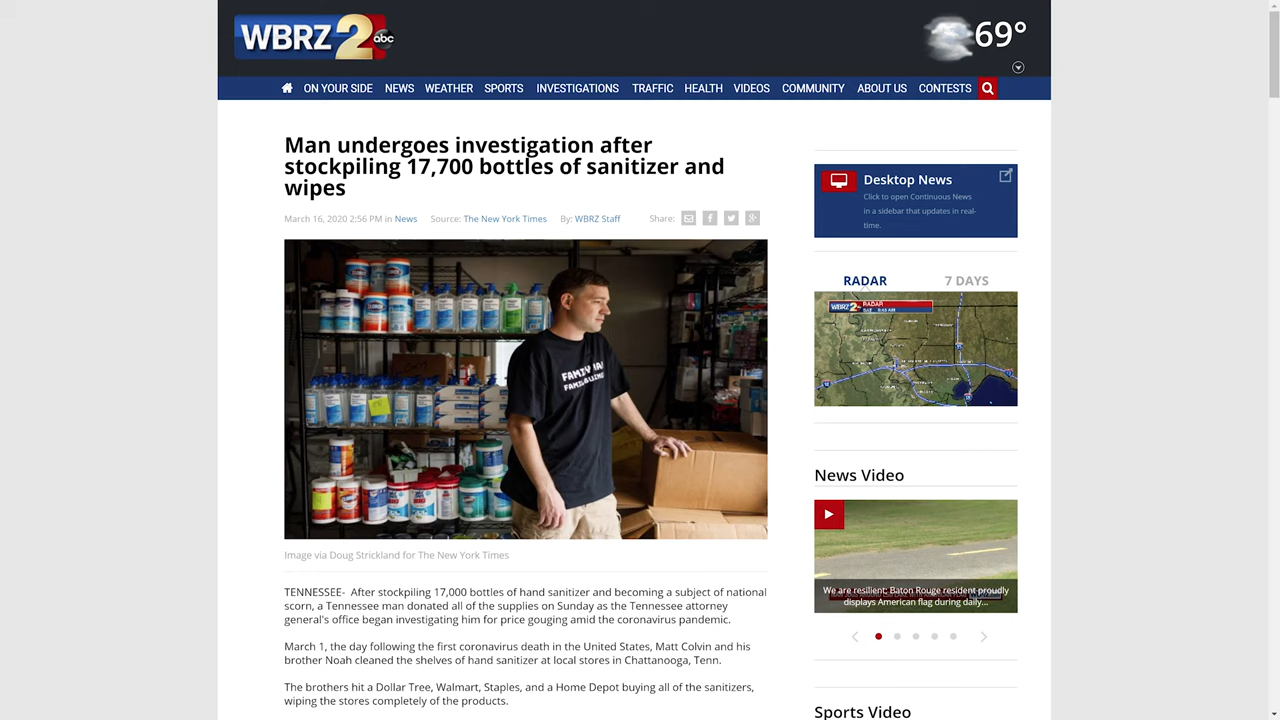 WBRZ 2 abc
69°
ON YOUR SIDE NEWS WEATHER SPORTS INVESTIGATIONS TRAFFIC HEALTH VIDEOS COMMUNITY ABOUT US CONTESTS
Man undergoes investigation after
stockpiling 17,700 bottles of sanitizer and
wipes
March 16, 2020 2:56 PM in News Source: The New York Times By: WBRZ Staff Share:
FAMILY MAN
Image via Doug Strickland for The New York Times
TENNESSEE- After stockpiling 17,000 bottles of hand sanitizer and becoming a subject of national
scorn, a Tennessee man donated all of the supplies on Sunday as the Tennessee attorney
general's office began investigating him for price gouging amid the coronavirus pandemic.
March 1, the day following the first coronavirus death in the United States, Matt Colvin and his
brother Noah cleaned the shelves of hand sanitizer at local stores in Chattanooga, Tenn.
The brothers hit a Dollar Tree, Walmart, Staples, and a Home Depot buying all of the sanitizers,
wiping the stores completely of the products.
Desktop News
Click to open Continuous News
in a sidebar that updates in real-
time.
RADAR 7 DAYS
WBRZ 2 RADAR
News Video
We are resilient: Baton Rouge resident proudly
displays American flag during daily...
Sports Video